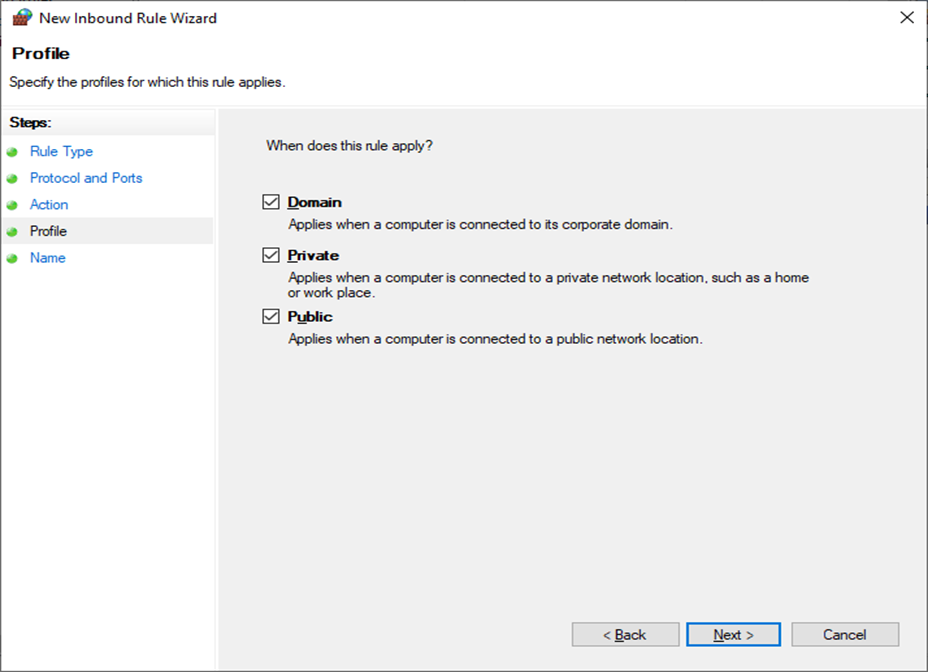 New Inbound Rule Wizard
Profile
Specify the profiles for which this rule applies.
Steps:
Rule Type
Protocol and Ports
Action
Profile
Name
When does this rule apply?
Domain
Applies when a computer is connected to its corporate domain.
Private
Applies when a computer is connected to a private network location, such as a home
or work place.
Public
Applies when a computer is connected to a public network location.
< Back
Next >
Cancel